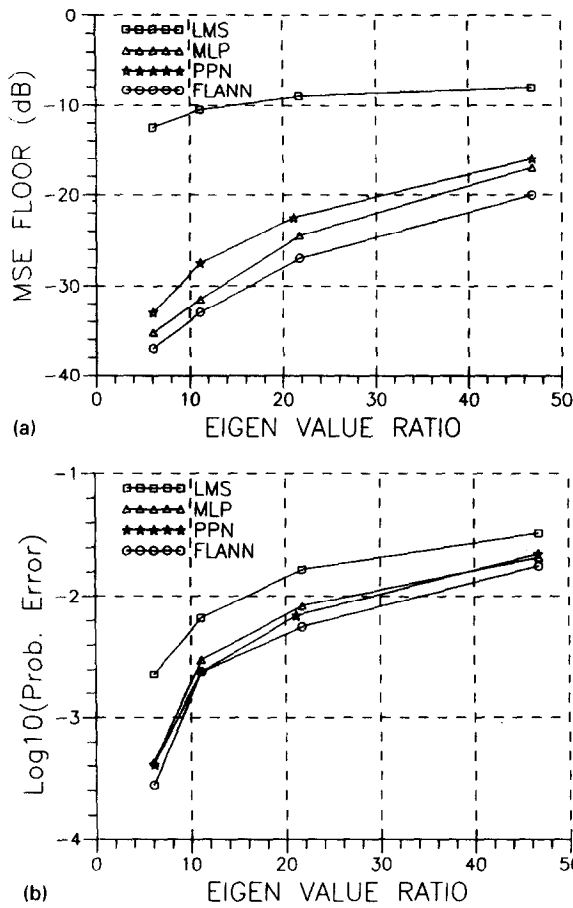 0
-10
-20
-30
-40
MSE FLOOR (dB)
LMS
MLP
PPN
FLANN
0 10 20 30 40 50
(a) EIGEN VALUE RATIO
-1
-2
-3
-4
Log10(Prob. Error)
LMS
MLP
PPN
FLANN
0 10 20 30 40 50
(b) EIGEN VALUE RATIO